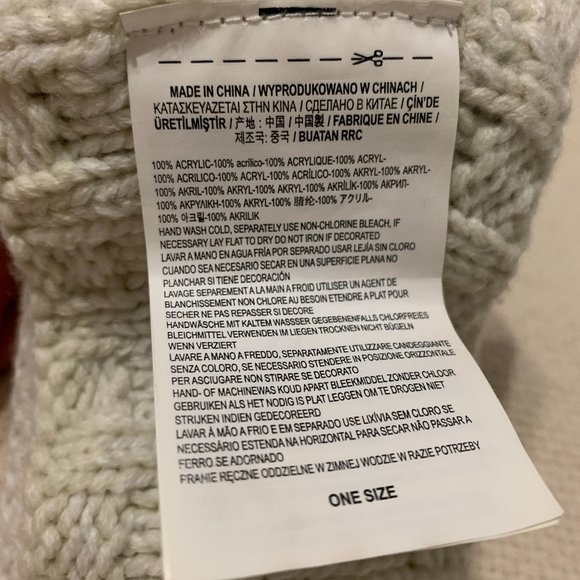 MADE IN CHINA / WYPRODUKOWANO W CHINACH /
ΚΑΤΑΣΚΕΥΑΖΕΤΑΙ ΣΤΗΝ ΚΙΝΑ / СДЕЛАНО В КИТАЕ / ÇİN'DE
ÜRETİLMİŞTİR / 产地 : 中国 / 中国製 / FABRIQUE EN CHINE /
제조국: 중국 / BUATAN RRC
100% ACRYLIC-100% acrílico-100% ACRYLIQUE-100% ACRYL-
100% acrilico-100% ACRYL-100% ACRÍLICO-100% AKRYL-100% AKRYL-
100% AKRIL-100% AKRYL-100% AKRYL-100% AKRİLİK-100% АКРИЛ-
100% ΑΚΡΥΛΙΚΗ-100% AKRYL-100% AKRYL-100% 腈纶-100% アクリル-
100% 아크릴-100% AKRILIK
HAND WASH COLD, SEPARATELY USE NON-CHLORINE BLEACH, IF
NECESSARY LAY FLAT TO DRY DO NOT IRON IF DECORATED
LAVAR A MANO EN AGUA FRÍA POR SEPARADO USAR LEJÍA SIN CLORO
CUANDO SEA NECESARIO SECAR EN UNA SUPERFICIE PLANA NO
PLANCHAR SI TIENE DECORACIÓN
LAVAGE SEPAREMENT A LA MAIN A FROID UTILISER UN AGENT DE
BLANCHISSEMENT NON CHLORE AU BESOIN ETENDRE A PLAT POUR
SECHER NE PAS REPASSER SI DECORE
HANDWÄSCHE MIT KALTEM WASSSER GEGEBENENFALLS CHLORFREIES
BLEICHMITTEL VERWENDEN IM LIEGEN TROCKNEN NICHT BÜGELN
WENN VERZIERT
LAVARE A MANO A FREDDO, SEPARATAMENTE UTILIZZARE CANDEGGIANTE
SENZA COLORO, SE NECESSARIO STENDERE IN POSIZIONE ORIZZONTALE
PER ASCIUGARE NON STIRARE SE DECORATO
HAND- OF MACHINEWAS KOUD APART BLEEKMIDDEL ZONDER CHLOOR
GEBRUIKEN ALS HET NODIG IS PLAT LEGGEN OM TE DROGEN NIET
STRIJKEN INDIEN GEDECOREERD
LAVAR À MÃO A FRIO E EM SEPARADO USE LIXÍVIA SEM CLORO SE
NECESSÁRIO ESTENDA NA HORIZONTAL PARA SECAR NÃO PASSAR A
FERRO SE ADORNADO
PRANIE RĘCZNE ODDZIELNE W ZIMNEJ WODZIE W RAZIE POTRZEBY
ONE SIZE